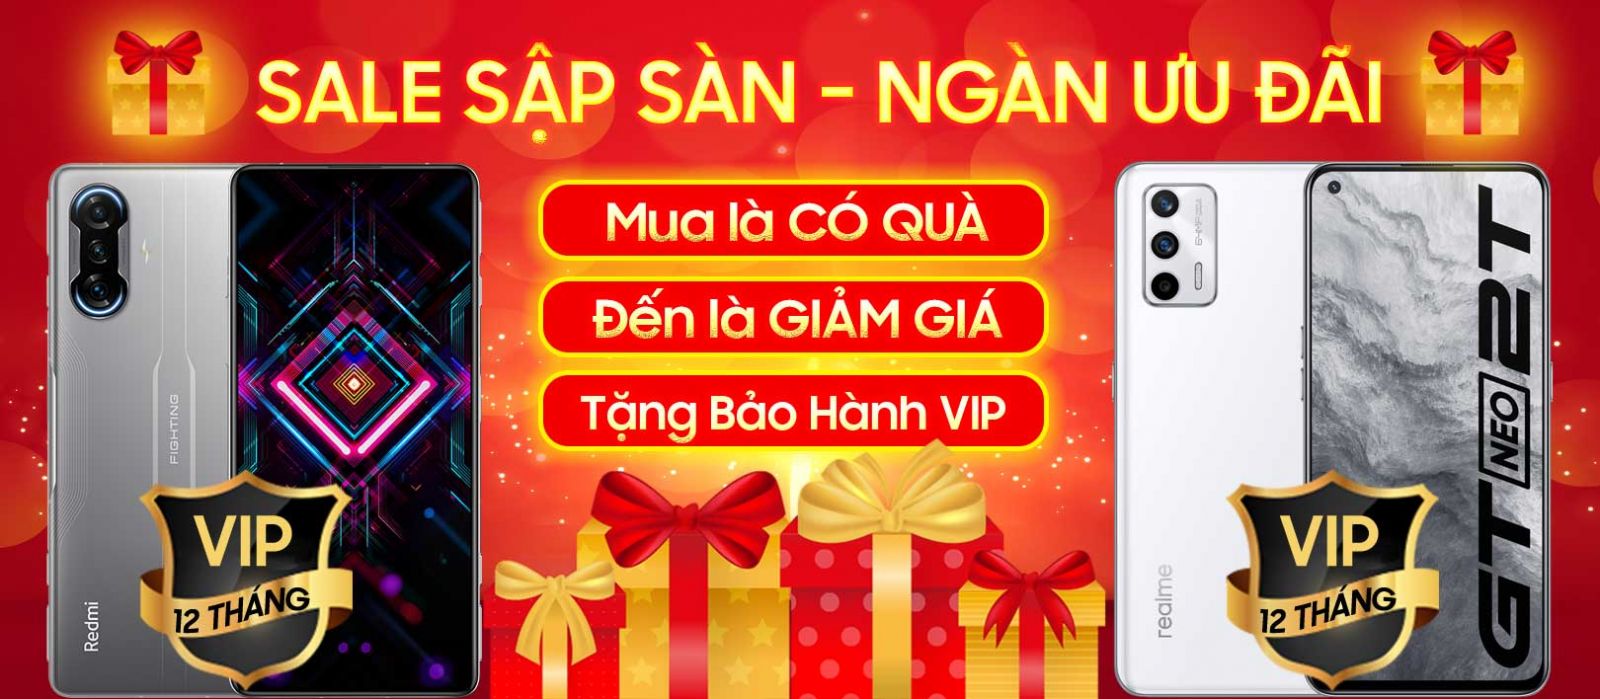 SALE SẬP SÀN - NGÀN ƯU ĐÃI
Mua là CÓ QUÀ
Đến là GIẢM GIÁ
Tặng Bảo Hành VIP
FIGHTING
Redmi
VIP
12 THÁNG
64MP
realme
GT NEO 2T
VIP
12 THÁNG